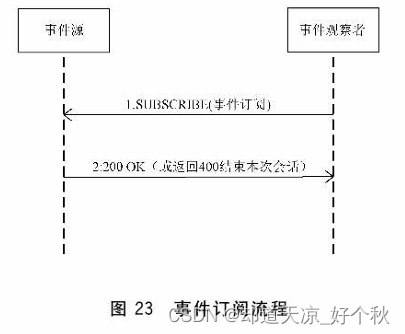 事件源
事件观察者
1.SUBSCRIBE(事件订阅)
2:200 OK（或返回400结束本次会话）
图 23 事件订阅流程
CSDN @却道天凉_好个秋